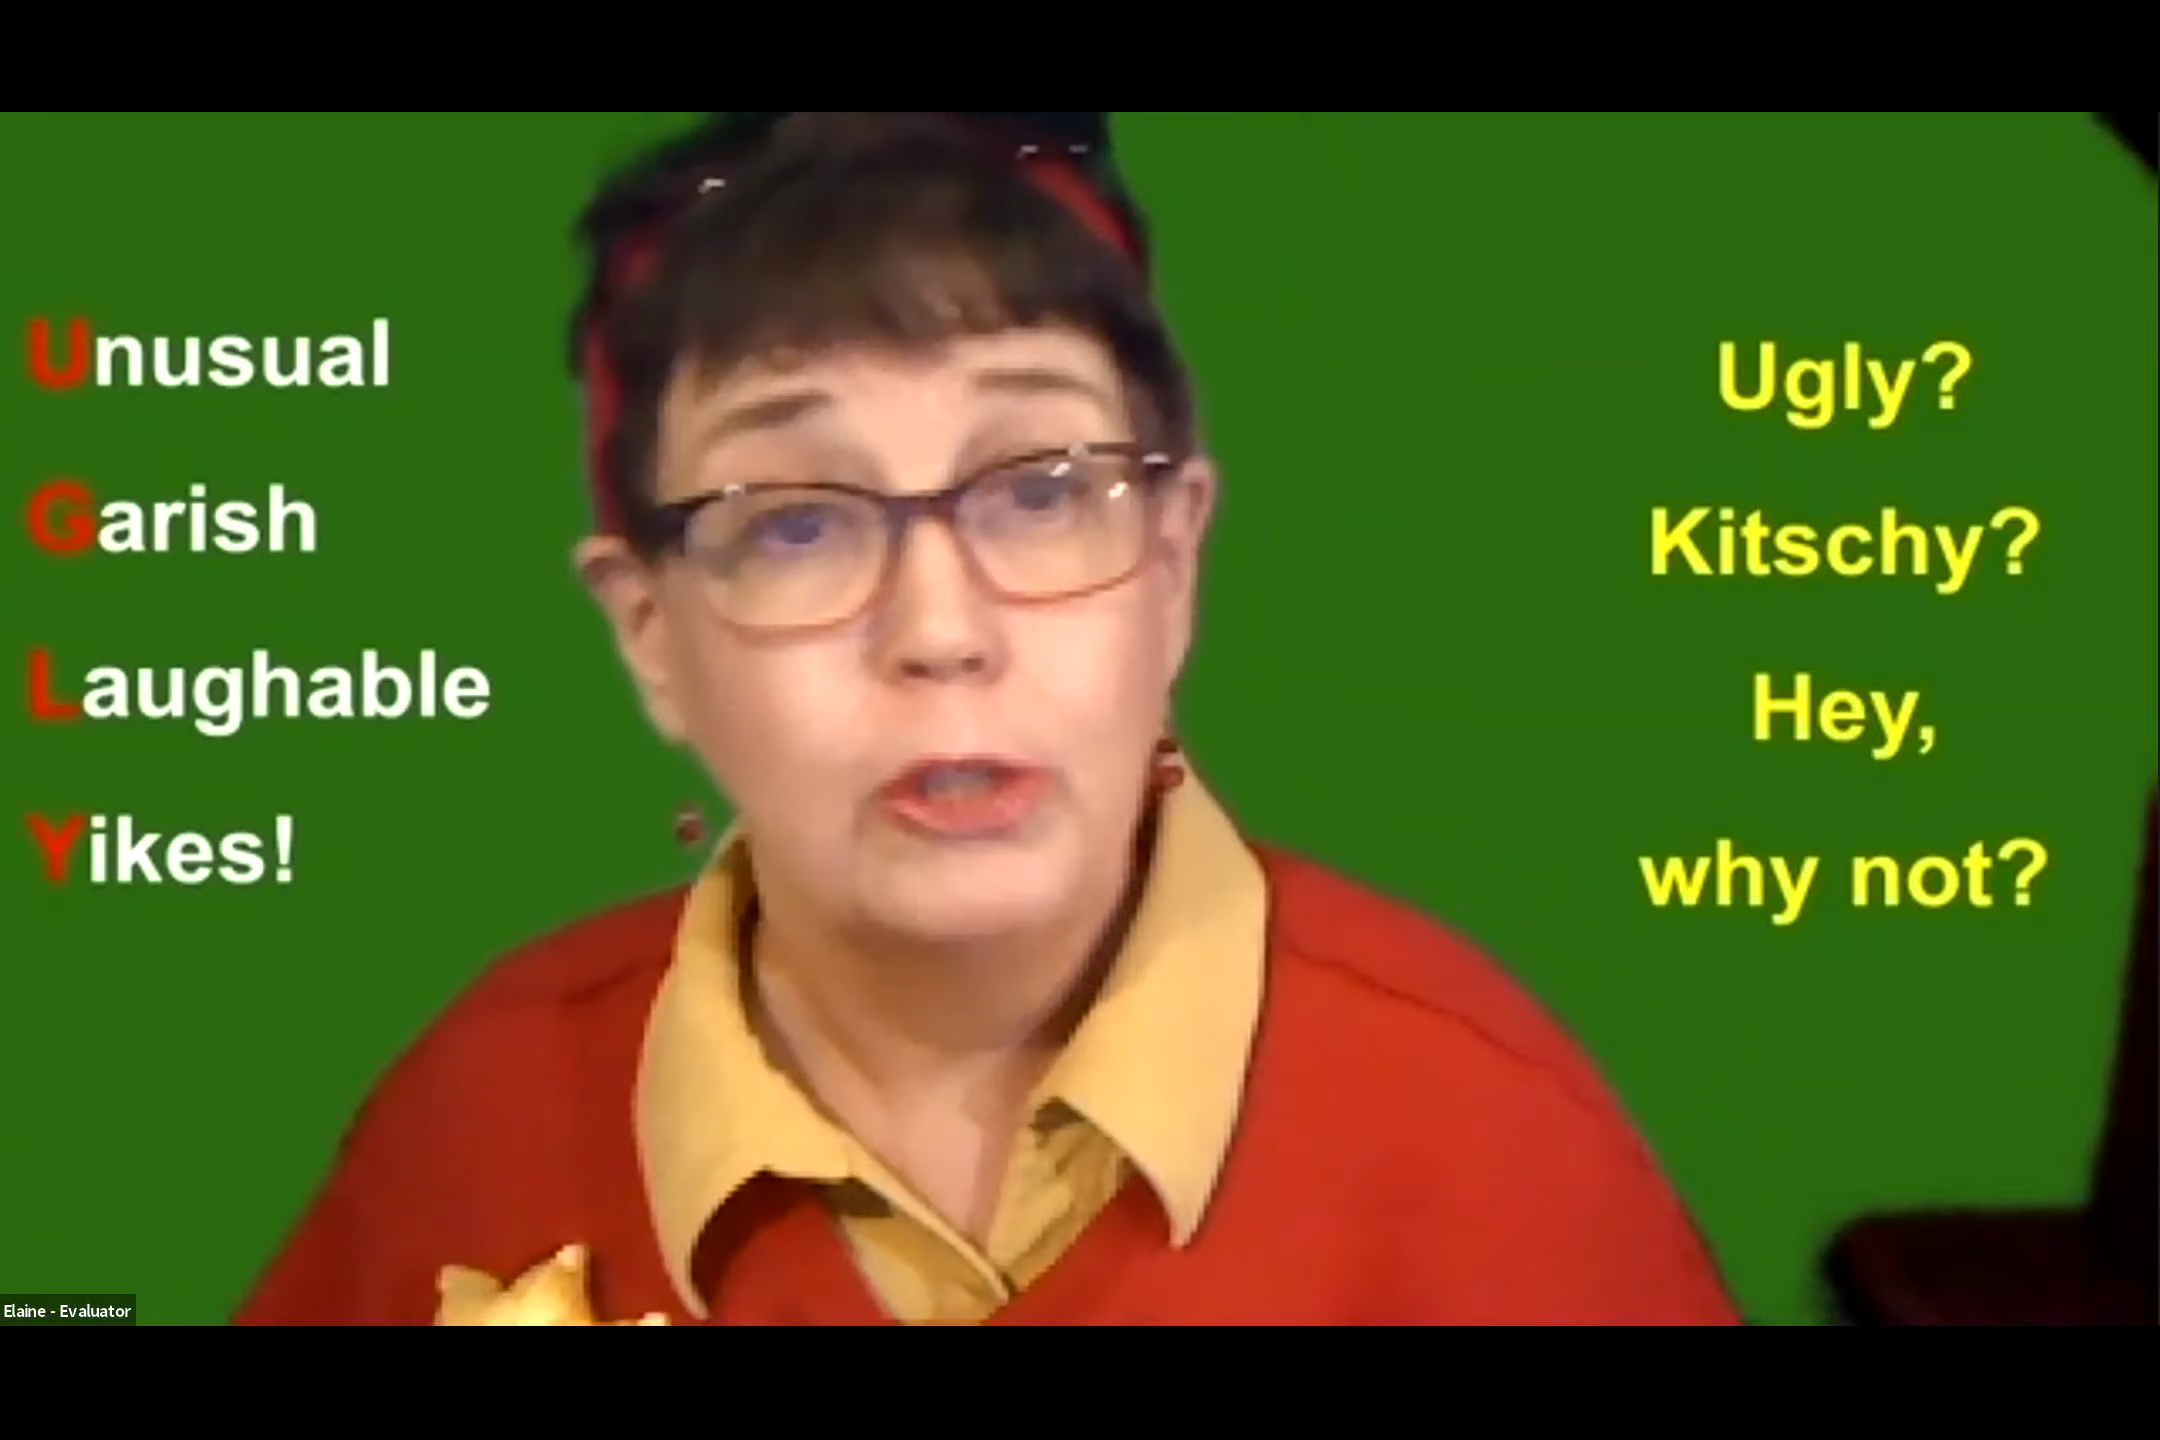 Unusual
Garish
Laughable
Yikes!
Ugly?
Kitschy?
Hey,
why not?
Elaine - Evaluator